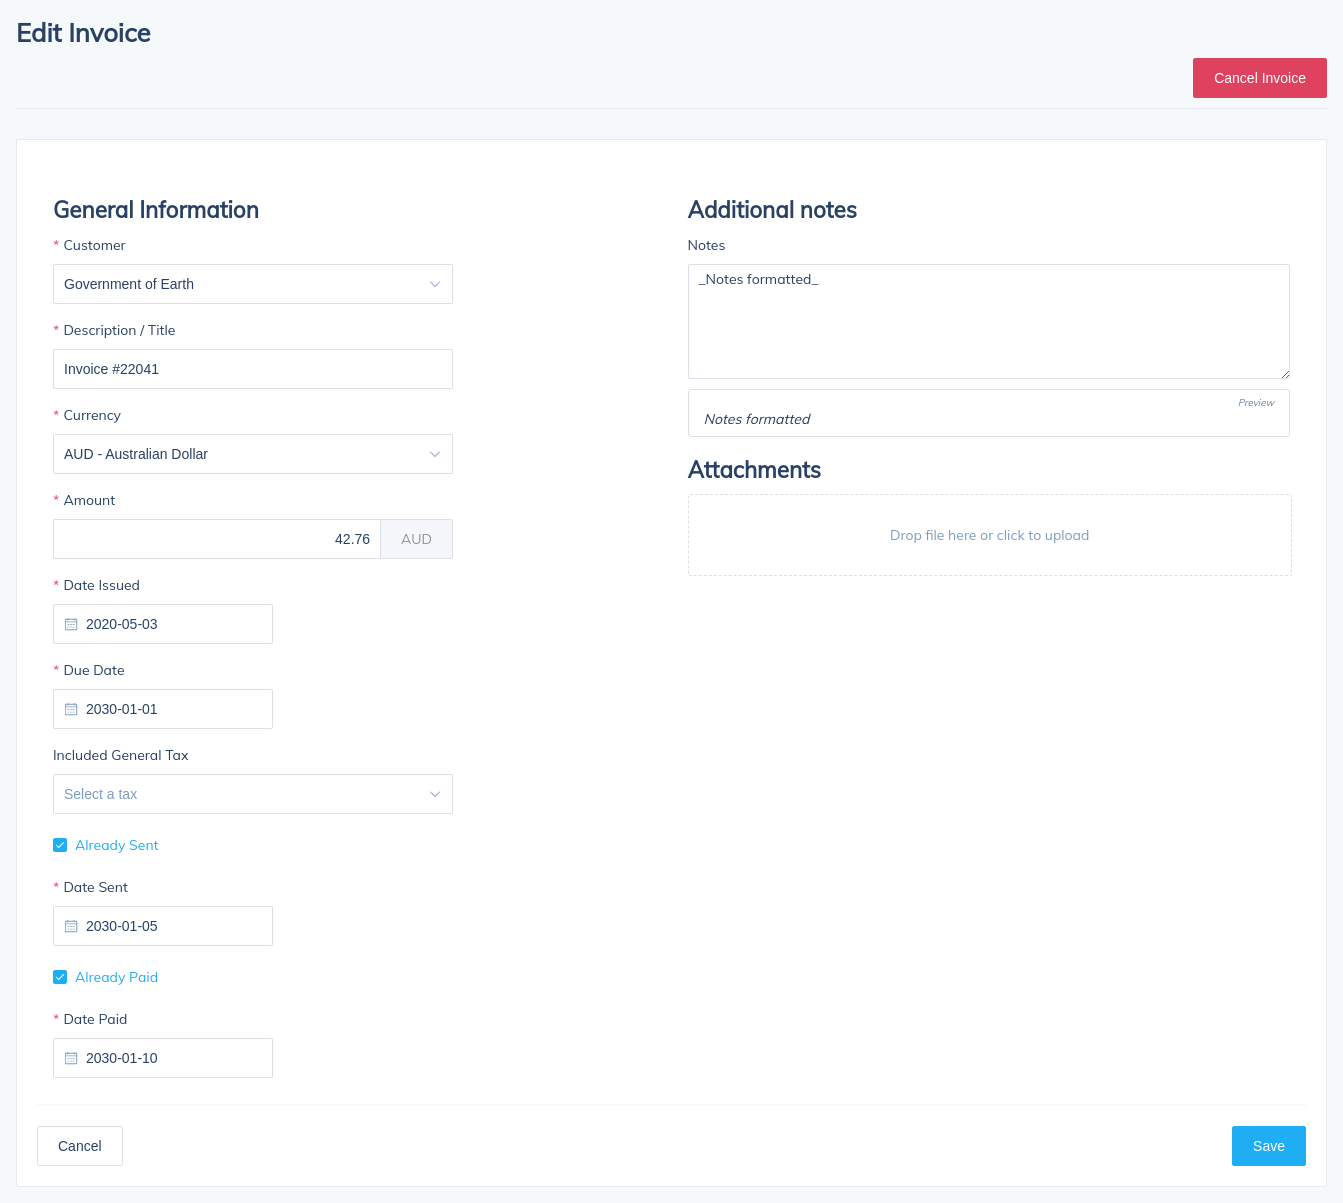 Edit Invoice
Cancel Invoice
General Information
* Customer
Government of Earth
* Description / Title
Invoice #22041
* Currency
AUD - Australian Dollar
* Amount
42.76 AUD
* Date Issued
2020-05-03
* Due Date
2030-01-01
Included General Tax
Select a tax
Already Sent
* Date Sent
2030-01-05
Already Paid
* Date Paid
2030-01-10
Additional notes
Notes
_Notes formatted_
Preview
Notes formatted
Attachments
Drop file here or click to upload
Cancel
Save